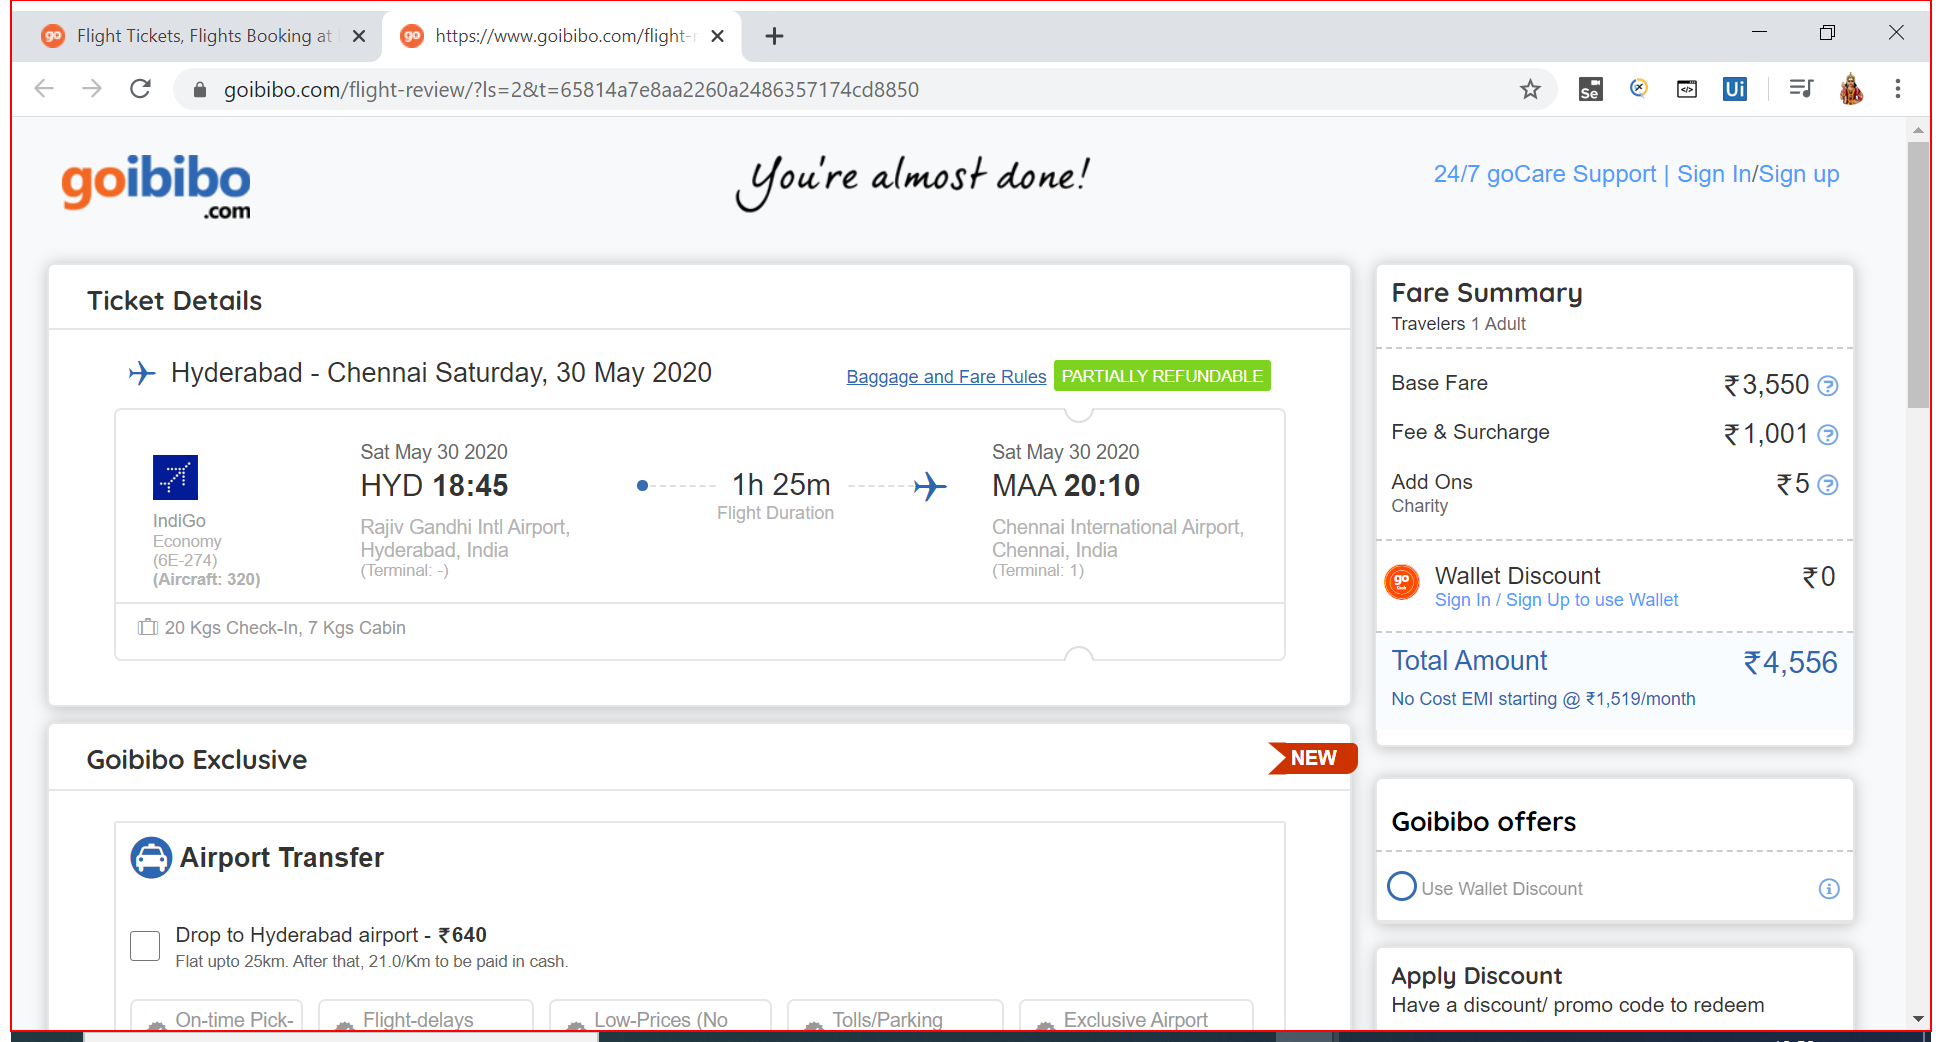 Flight Tickets, Flights Booking at
https://www.goibibo.com/flight-r
goibibo.com/flight-review/?ls=2&t=65814a7e8aa2260a2486357174cd8850
goibibo
.com
You're almost done!
24/7 goCare Support | Sign In/Sign up
Ticket Details
Hyderabad - Chennai Saturday, 30 May 2020
Baggage and Fare Rules
PARTIALLY REFUNDABLE
IndiGo
Economy
(6E-274)
(Aircraft: 320)
Sat May 30 2020
HYD 18:45
Rajiv Gandhi Intl Airport,
Hyderabad, India
(Terminal: -)
1h 25m
Flight Duration
Sat May 30 2020
MAA 20:10
Chennai International Airport,
Chennai, India
(Terminal: 1)
20 Kgs Check-In, 7 Kgs Cabin
Goibibo Exclusive
NEW
Airport Transfer
Drop to Hyderabad airport - ₹640
Flat upto 25km. After that, 21.0/Km to be paid in cash.
On-time Pick-
Flight-delays
Low-Prices (No
Tolls/Parking
Exclusive Airport
Fare Summary
Travelers 1 Adult
Base Fare ₹3,550
Fee & Surcharge ₹1,001
Add Ons ₹5
Charity
go
Wallet Discount ₹0
Sign In / Sign Up to use Wallet
Total Amount ₹4,556
No Cost EMI starting @ ₹1,519/month
Goibibo offers
Use Wallet Discount
Apply Discount
Have a discount/ promo code to redeem